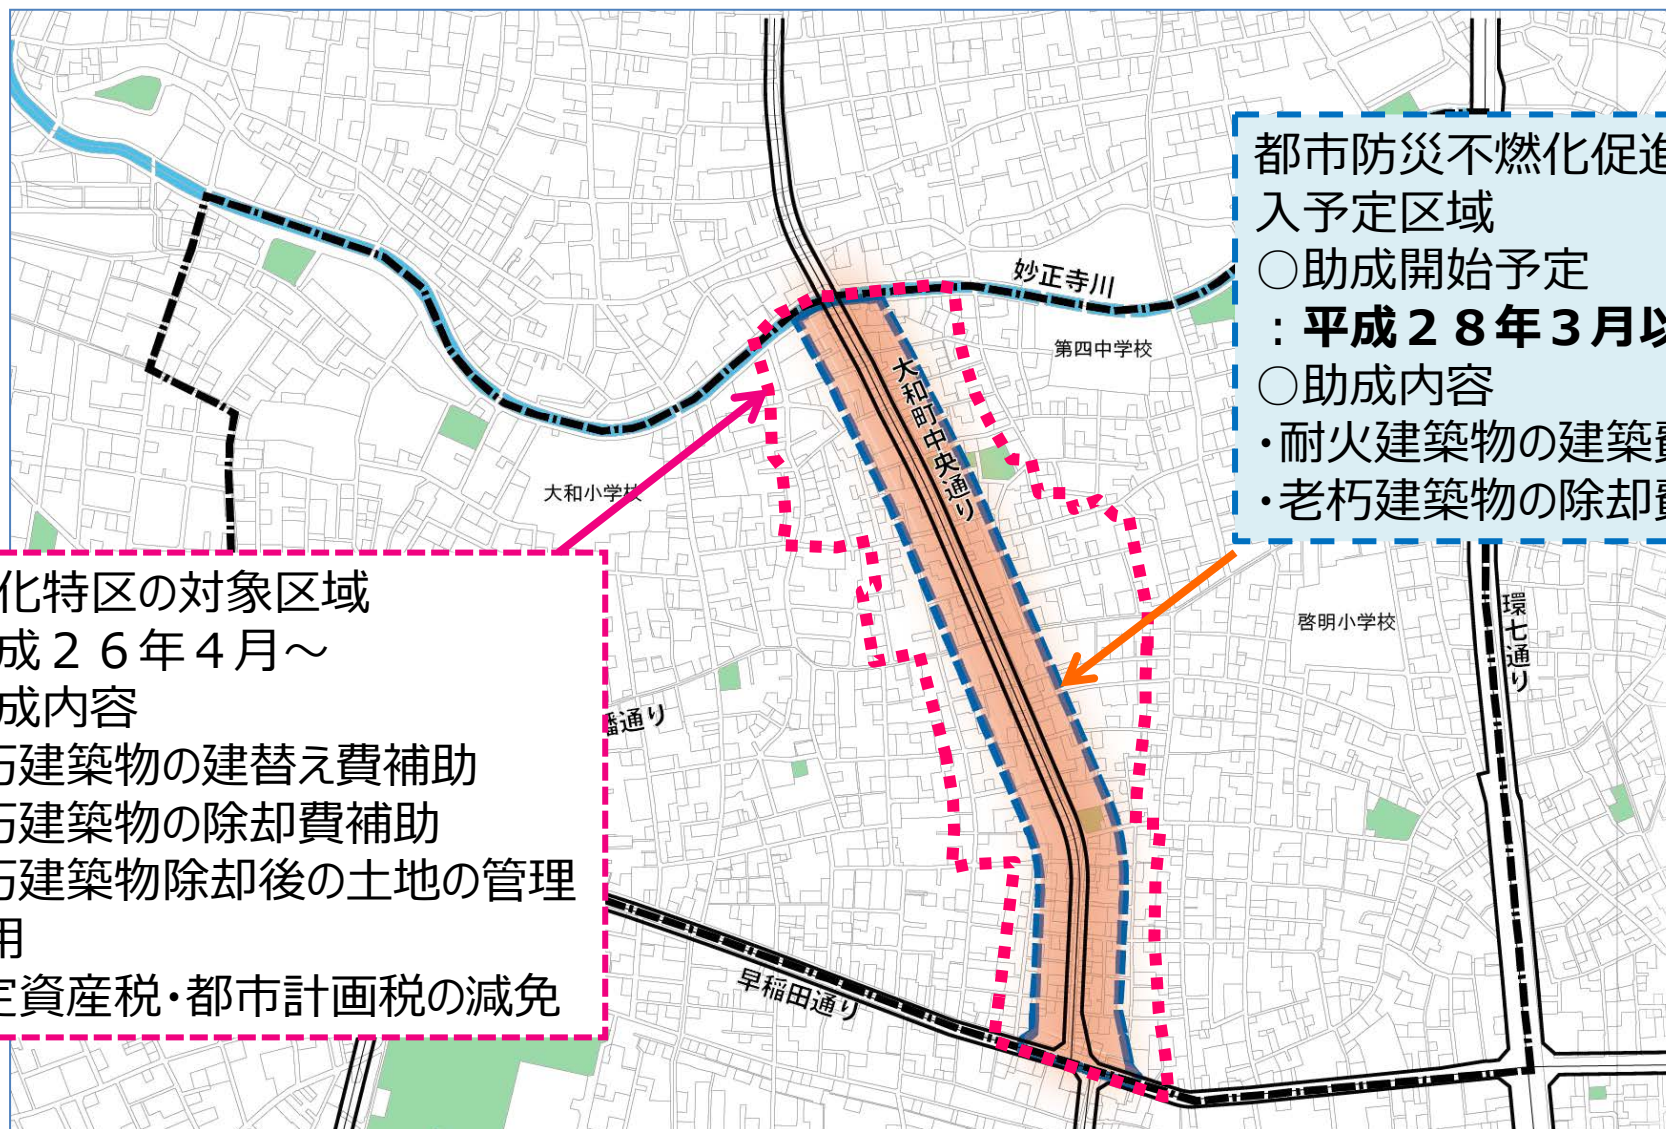 都市防災不燃化促進
入予定区域
○助成開始予定
：平成２８年３月以
○助成内容
・耐火建築物の建築費
・老朽建築物の除却費
妙正寺川
第四中学校
大和町中央通り
大和小学校
啓明小学校
環七通り
化特区の対象区域
成２６年４月～
成内容
朽建築物の建替え費補助
朽建築物の除却費補助
朽建築物除却後の土地の管理
用
定資産税・都市計画税の減免
幡通り
早稲田通り